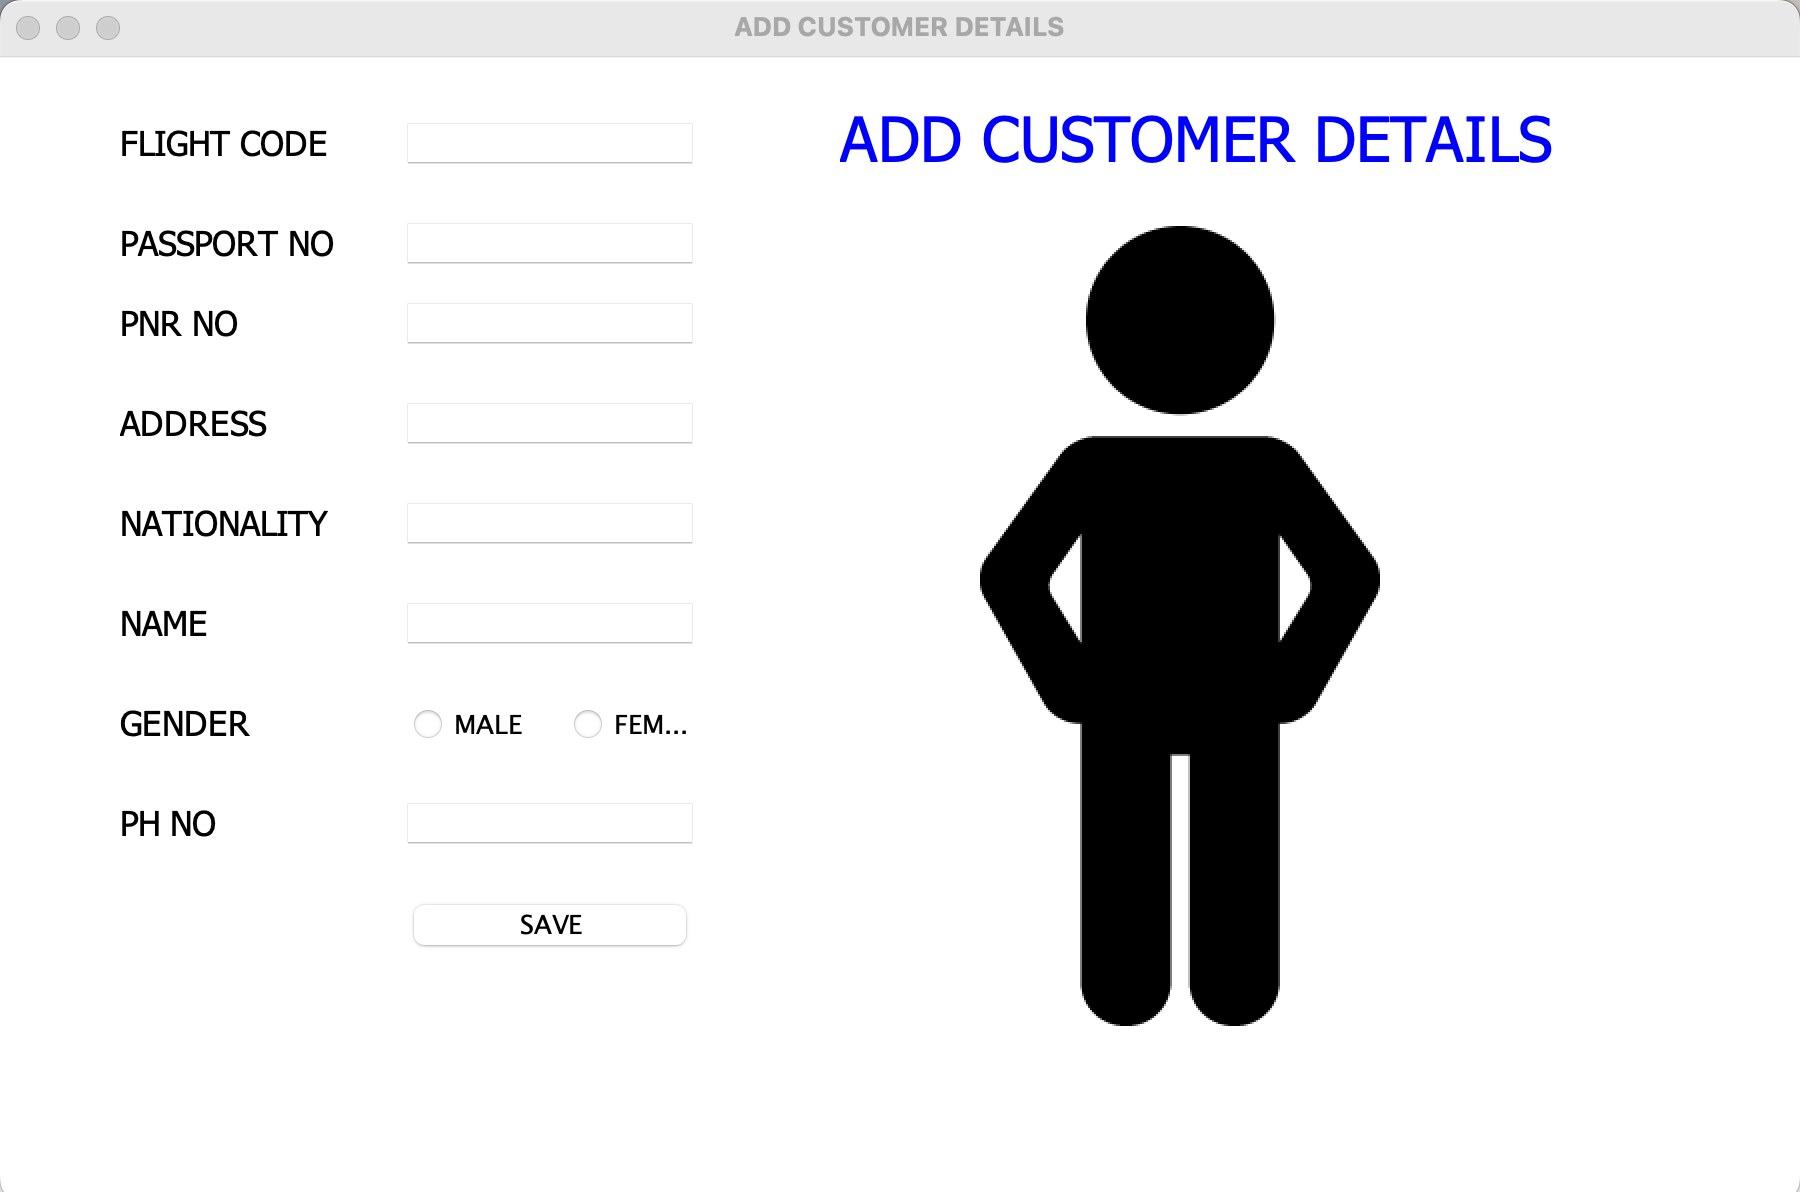 ADD CUSTOMER DETAILS
ADD CUSTOMER DETAILS
FLIGHT CODE
PASSPORT NO
PNR NO
ADDRESS
NATIONALITY
NAME
GENDER MALE FEM...
PH NO
SAVE